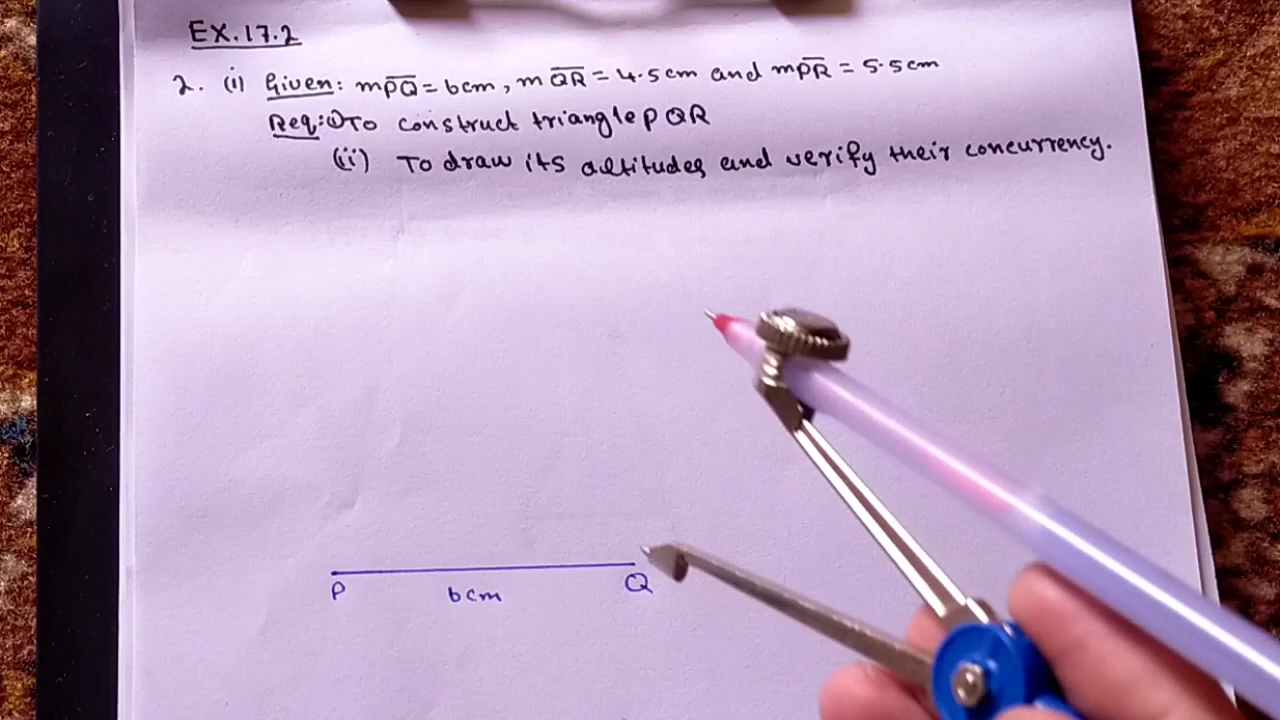 EX.17.2
2. (i) Given: mPQ = 6cm, m QR = 4.5cm and mPR = 5.5cm
Req:(i) To construct triangle PQR
(ii) To draw its altitudes and verify their concurrency.
P 6cm Q